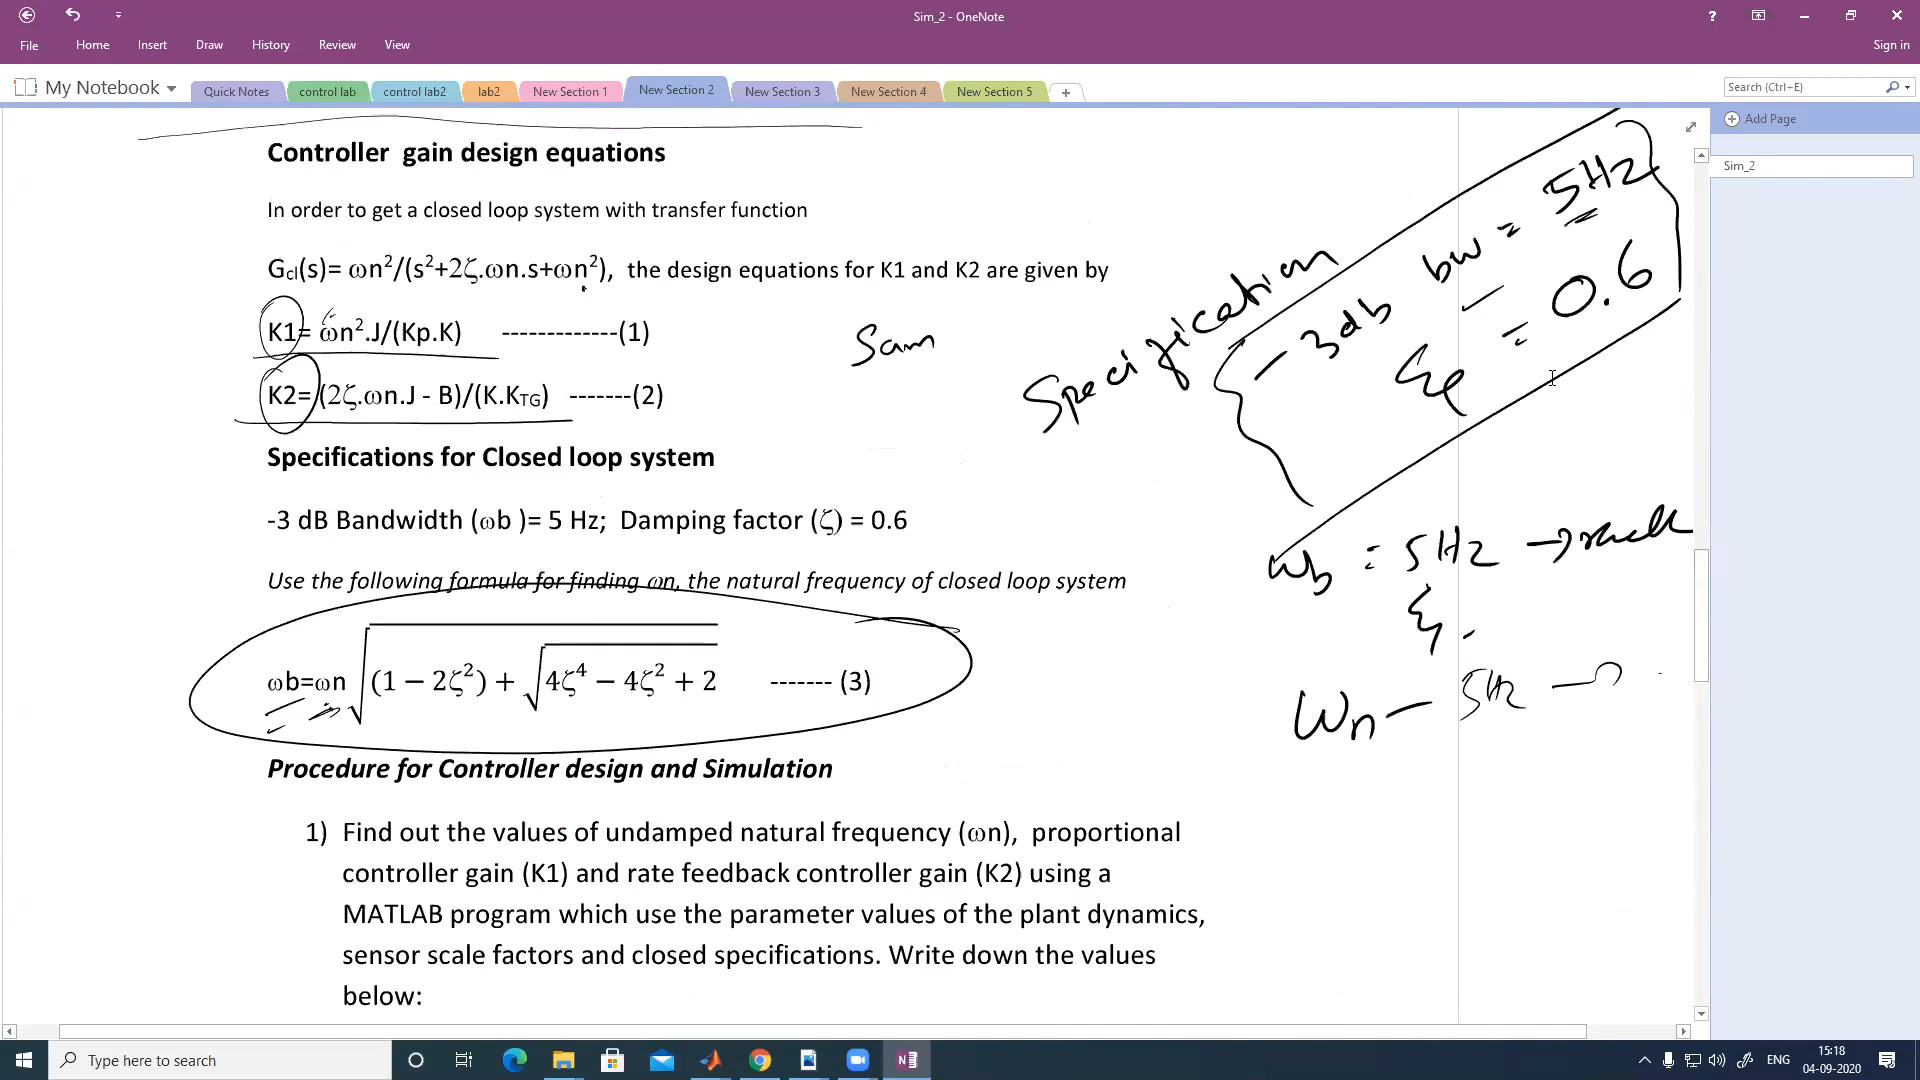 Sim_2 - OneNote
?
File Home Insert Draw History Review View
Sign in
My Notebook
Quick Notes control lab control lab2 lab2 New Section 1 New Section 2 New Section 3 New Section 4 New Section 5 +
Search (Ctrl+E)
Add Page
Sim_2
Controller gain design equations
In order to get a closed loop system with transfer function
Gcl(s)= ωn²/(s²+2ζ.ωn.s+ωn²), the design equations for K1 and K2 are given by
K1= ωn².J/(Kp.K) -------------(1)
K2= (2ζ.ωn.J - B)/(K.KTG) -------(2)
Specifications for Closed loop system
-3 dB Bandwidth (ωb )= 5 Hz; Damping factor (ζ) = 0.6
Use the following formula for finding ωn, the natural frequency of closed loop system
ωb=ωn√((1 − 2ζ²) + √(4ζ⁴ − 4ζ² + 2)) ------- (3)
Procedure for Controller design and Simulation
1) Find out the values of undamped natural frequency (ωn), proportional
controller gain (K1) and rate feedback controller gain (K2) using a
MATLAB program which use the parameter values of the plant dynamics,
sensor scale factors and closed specifications. Write down the values
below:
Sam
Specification
-3db bw = 5Hz
= 0.6
ωb = 5Hz →
Wn - 5Hz
Type here to search
ENG
15:18
04-09-2020